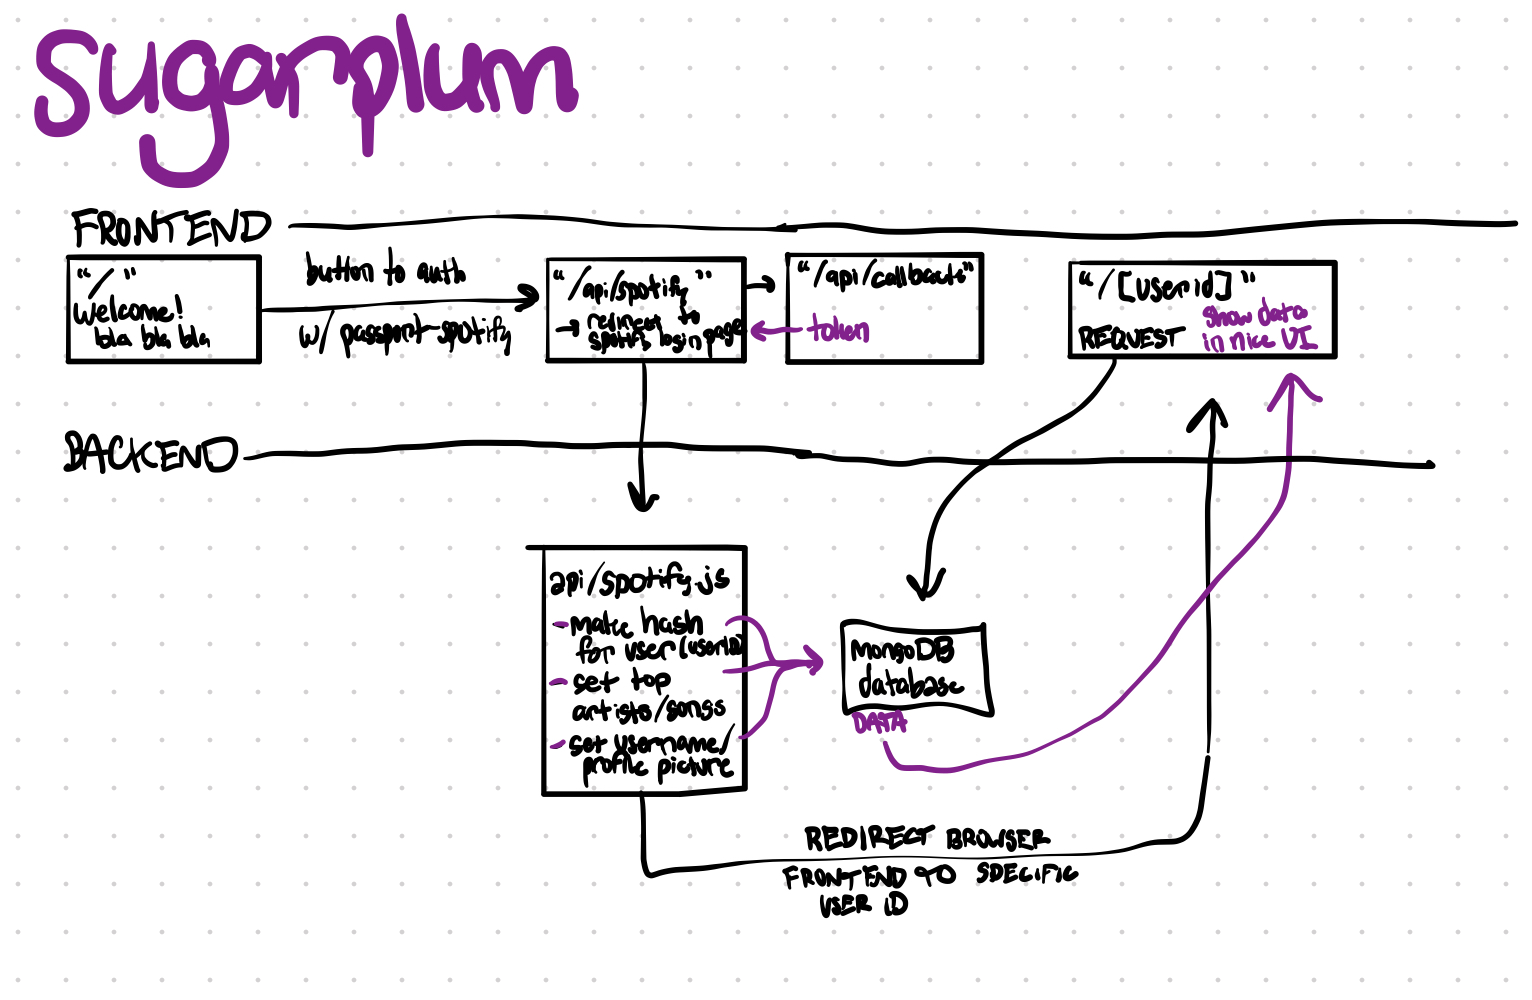 sugarplum
FRONTEND
"/"
Welcome!
bla bla bla
button to auth
w/ passport-spotify
"/api/spotify"
→ redirect to
spotify login page
"/api/callback"
token
"/[userid]"
REQUEST
show data
in nice UI
BACKEND
api/spotify.js
- make hash
for user (userID)
- set top
artists/songs
- set username/
profile picture
MongoDB
database
DATA
REDIRECT BROWSER
FRONTEND TO SPECIFIC
USER ID